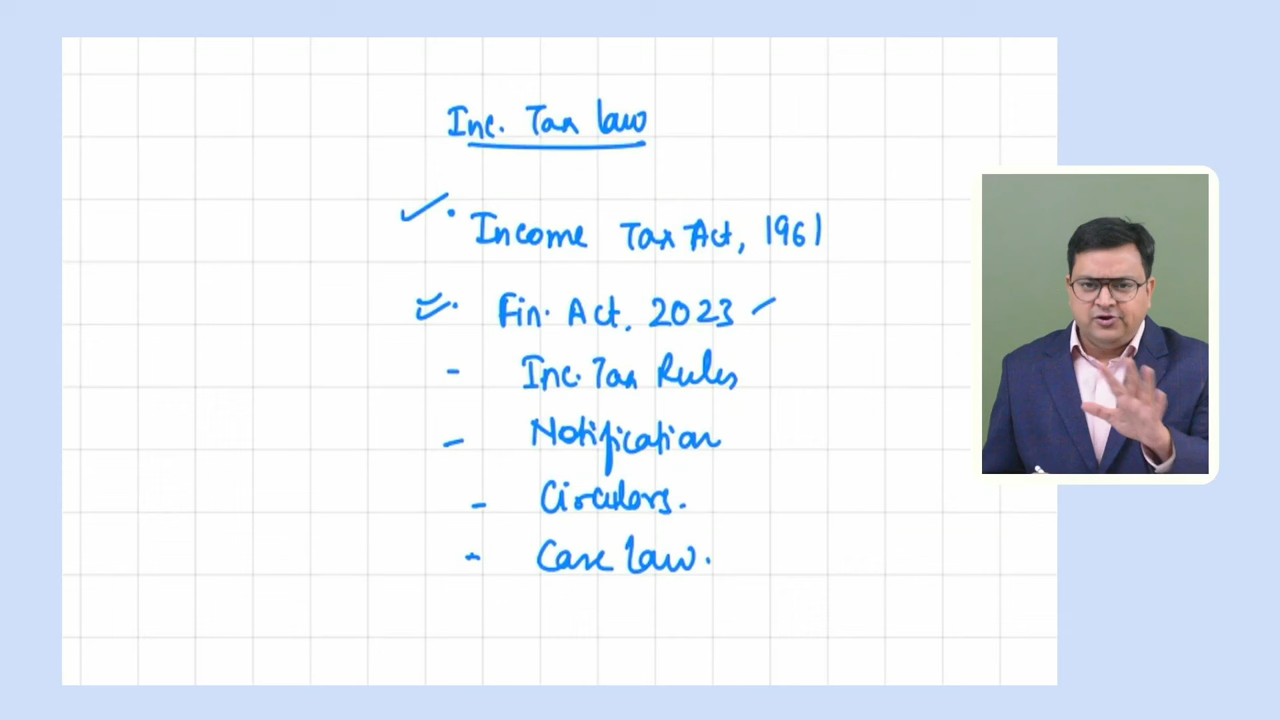 Inc. Tax law
Income Tax Act, 1961
Fin. Act, 2023
Inc. Tax Rules
Notification
Circulars.
Case law.